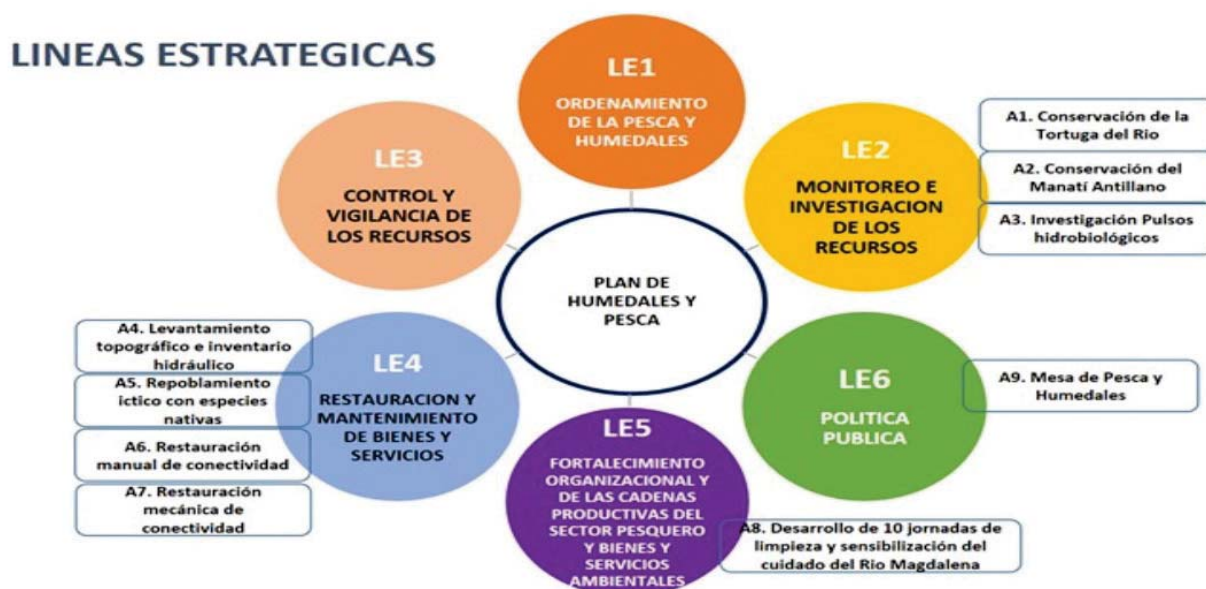 LINEAS ESTRATEGICAS
LE1
ORDENAMIENTO
DE LA PESCA Y
HUMEDALES
LE2
MONITOREO E
INVESTIGACION
DE LOS
RECURSOS
A1. Conservación de la
Tortuga del Rio
A2. Conservación del
Manatí Antillano
A3. Investigación Pulsos
hidrobiológicos
LE3
CONTROL Y
VIGILANCIA DE
LOS RECURSOS
PLAN DE
HUMEDALES Y
PESCA
A4. Levantamiento
topográfico e inventario
hidráulico
A5. Repoblamiento
ictico con especies
nativas
A6. Restauración
manual de conectividad
A7. Restauración
mecánica de
conectividad
LE4
RESTAURACION Y
MANTENIMIENTO
DE BIENES Y
SERVICIOS
LE5
FORTALECIMIENTO
ORGANIZACIONAL Y
DE LAS CADENAS
PRODUCTIVAS DEL
SECTOR PESQUERO
Y BIENES Y
SERVICIOS
AMBIENTALES
A8. Desarrollo de 10 jornadas de
limpieza y sensibilización del
cuidado del Rio Magdalena
LE6
POLITICA
PUBLICA
A9. Mesa de Pesca y
Humedales